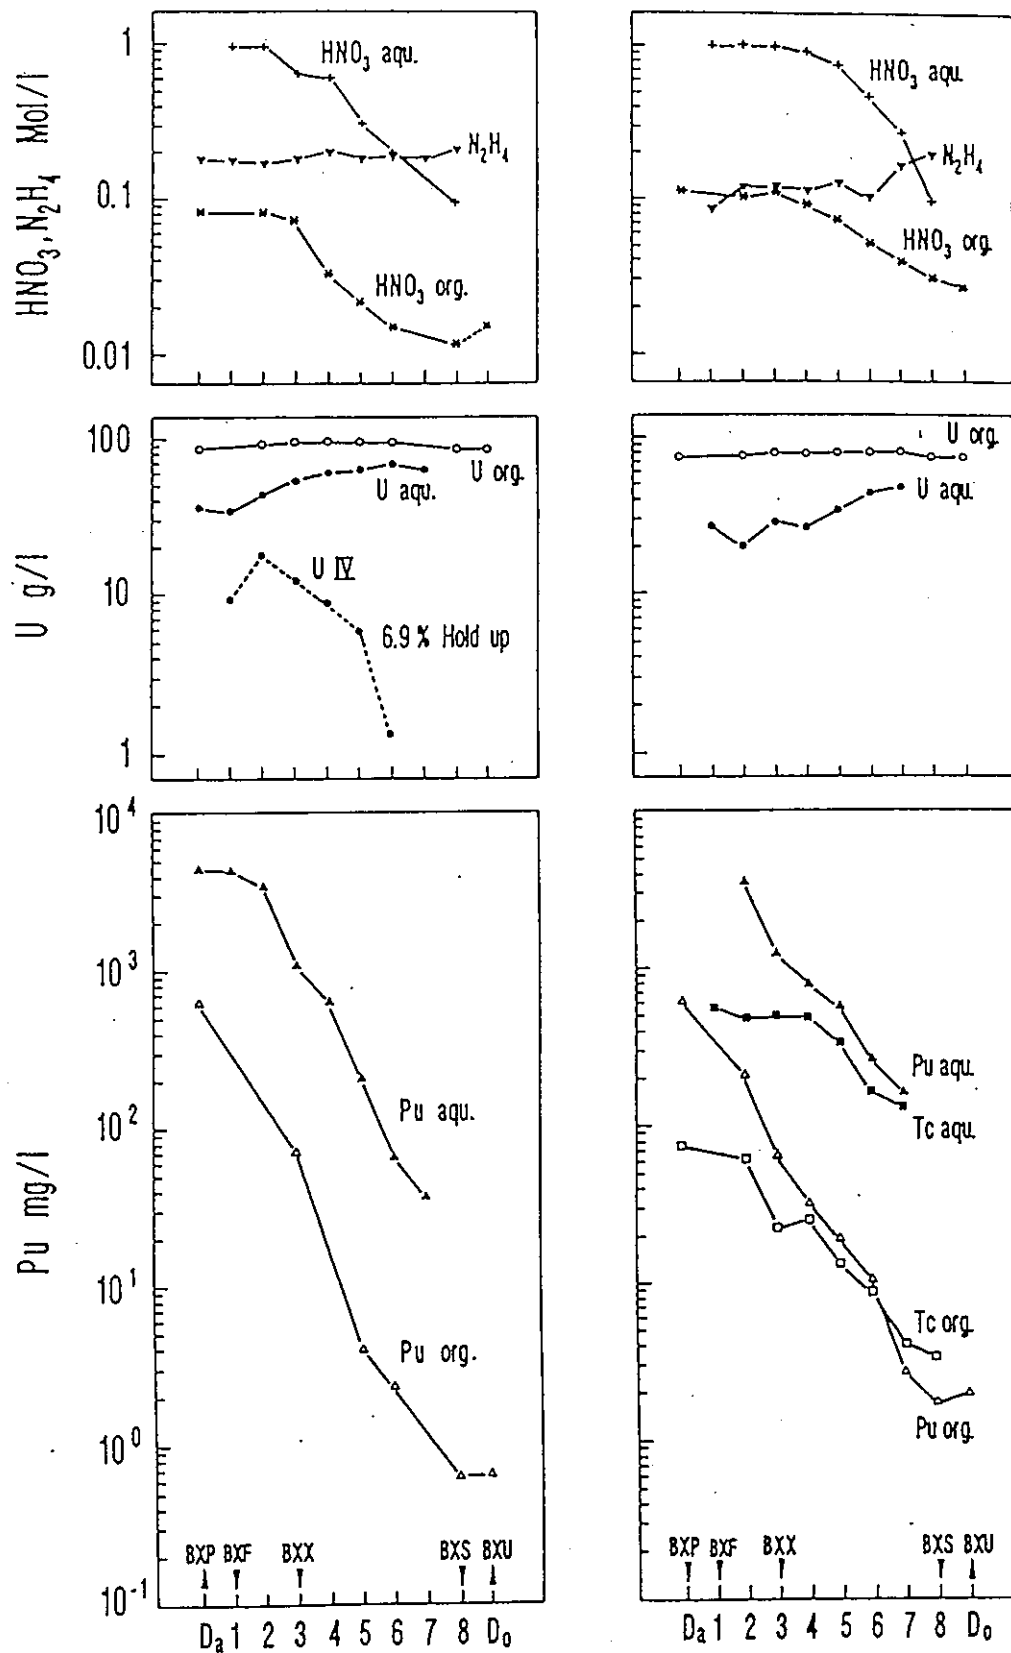 HNO3, N2H4 Mol/l
1
0.1
0.01
HNO3 aqu.
N2H4
HNO3 org.
HNO3 aqu.
N2H4
HNO3 org.
U g/l
100
10
1
U org.
U aqu.
U IV
6.9 % Hold up
U org.
U aqu.
Pu mg/l
10^4
10^3
10^2
10^1
10^0
10^-1
Pu aqu.
Pu org.
BXP BXF BXX BXS BXU
Da 1 2 3 4 5 6 7 8 Do
Pu aqu.
Tc aqu.
Tc org.
Pu org.
BXP BXF BXX BXS BXU
Da 1 2 3 4 5 6 7 8 Do